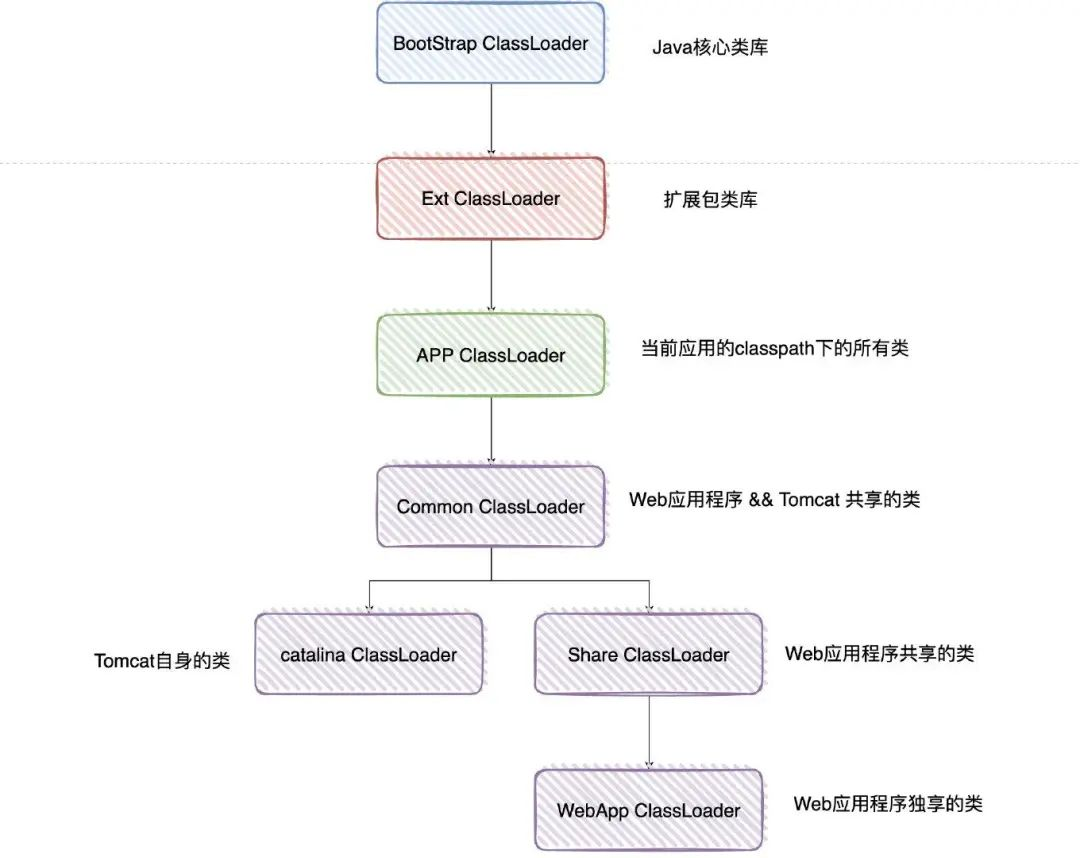 BootStrap ClassLoader
Java核心类库
Ext ClassLoader
扩展包类库
APP ClassLoader
当前应用的classpath下的所有类
Common ClassLoader
Web应用程序 && Tomcat 共享的类
Tomcat自身的类
catalina ClassLoader
Share ClassLoader
Web应用程序共享的类
WebApp ClassLoader
Web应用程序独享的类